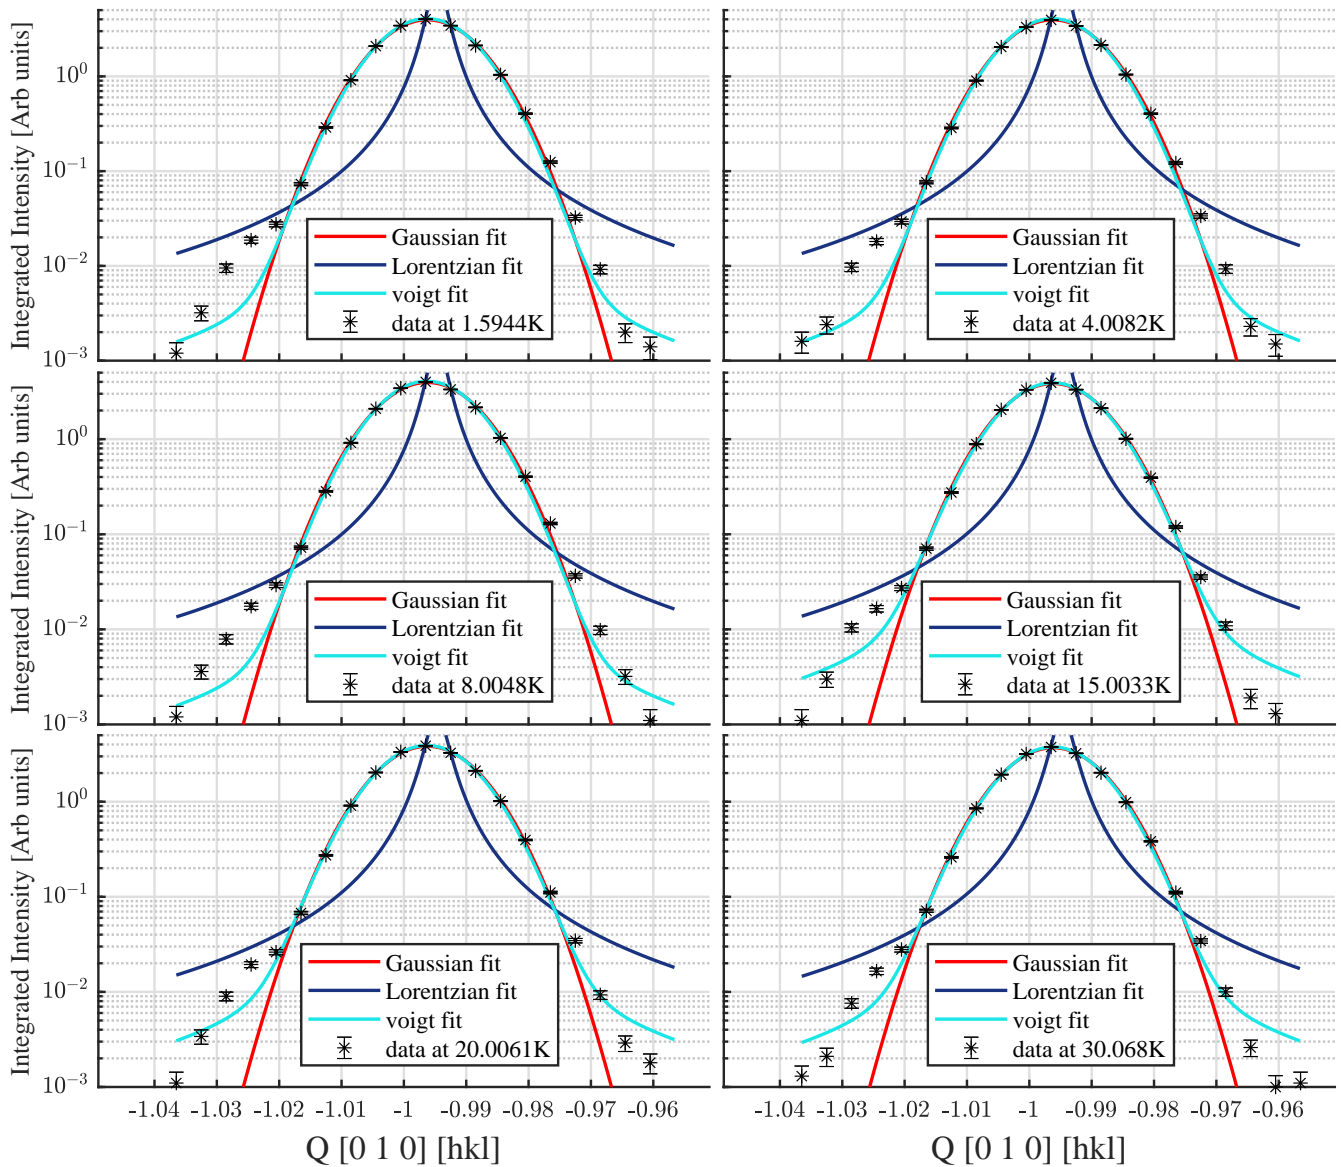 Integrated Intensity [Arb units]
10^0
10^-1
10^-2
10^-3
Gaussian fit
Lorentzian fit
voigt fit
data at 1.5944K
Gaussian fit
Lorentzian fit
voigt fit
data at 4.0082K
Integrated Intensity [Arb units]
10^0
10^-1
10^-2
10^-3
Gaussian fit
Lorentzian fit
voigt fit
data at 8.0048K
Gaussian fit
Lorentzian fit
voigt fit
data at 15.0033K
Integrated Intensity [Arb units]
10^0
10^-1
10^-2
10^-3
Gaussian fit
Lorentzian fit
voigt fit
data at 20.0061K
Gaussian fit
Lorentzian fit
voigt fit
data at 30.068K
-1.04 -1.03 -1.02 -1.01 -1 -0.99 -0.98 -0.97 -0.96
-1.04 -1.03 -1.02 -1.01 -1 -0.99 -0.98 -0.97 -0.96
Q [0 1 0] [hkl]
Q [0 1 0] [hkl]